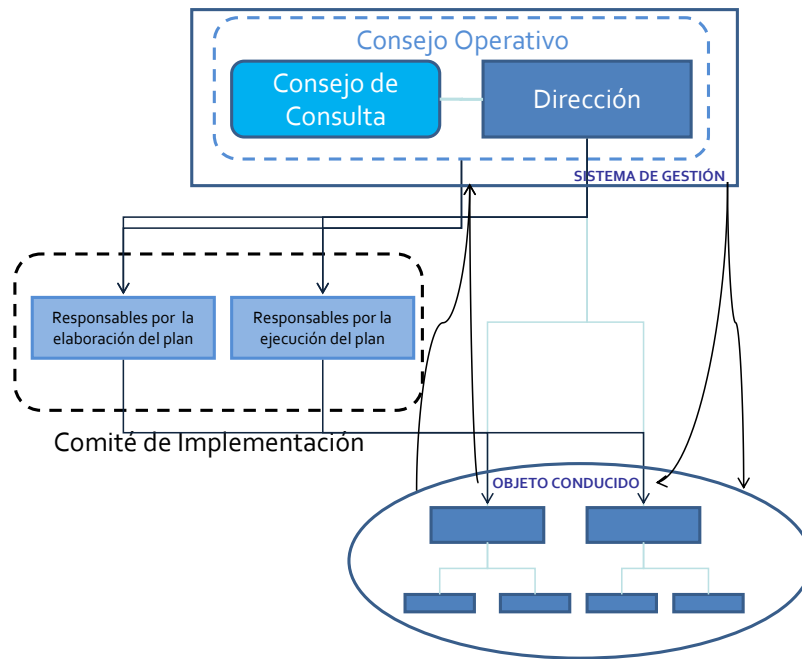 Consejo Operativo
Consejo de
Consulta
Dirección
SISTEMA DE GESTIÓN
Responsables por la
elaboración del plan
Responsables por la
ejecución del plan
Comité de Implementación
OBJETO CONDUCIDO